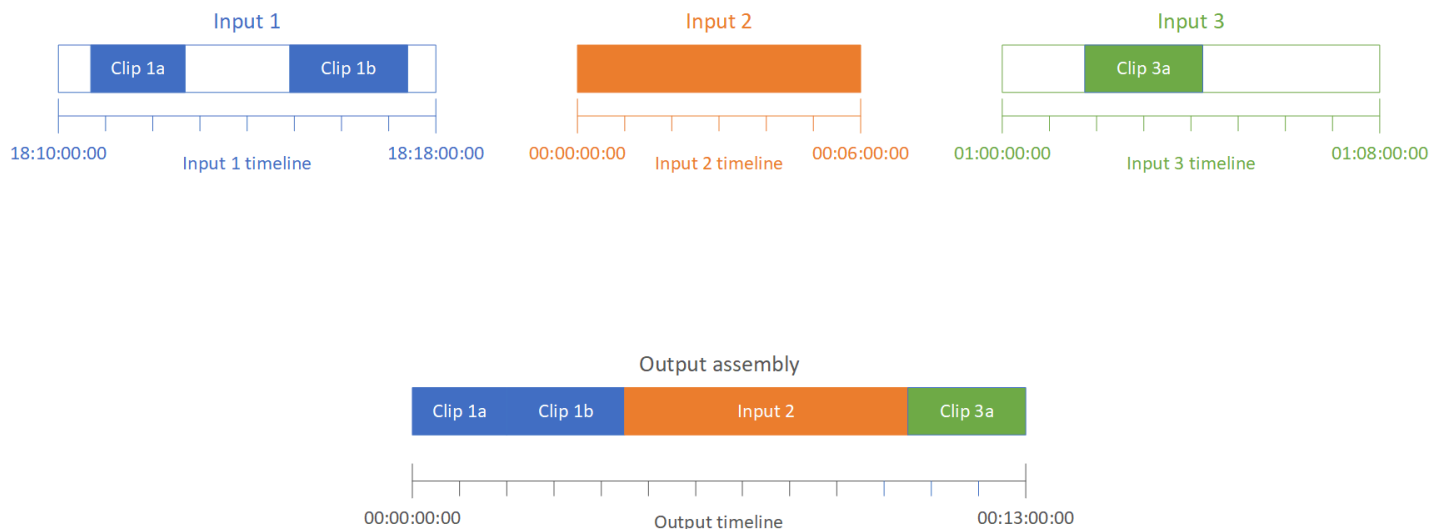 Input 1
Input 2
Input 3
Clip 1a
Clip 1b
Clip 3a
18:10:00:00
Input 1 timeline
18:18:00:00
00:00:00:00
Input 2 timeline
00:06:00:00
01:00:00:00
Input 3 timeline
01:08:00:00
Output assembly
Clip 1a
Clip 1b
Input 2
Clip 3a
00:00:00:00
Output timeline
00:13:00:00